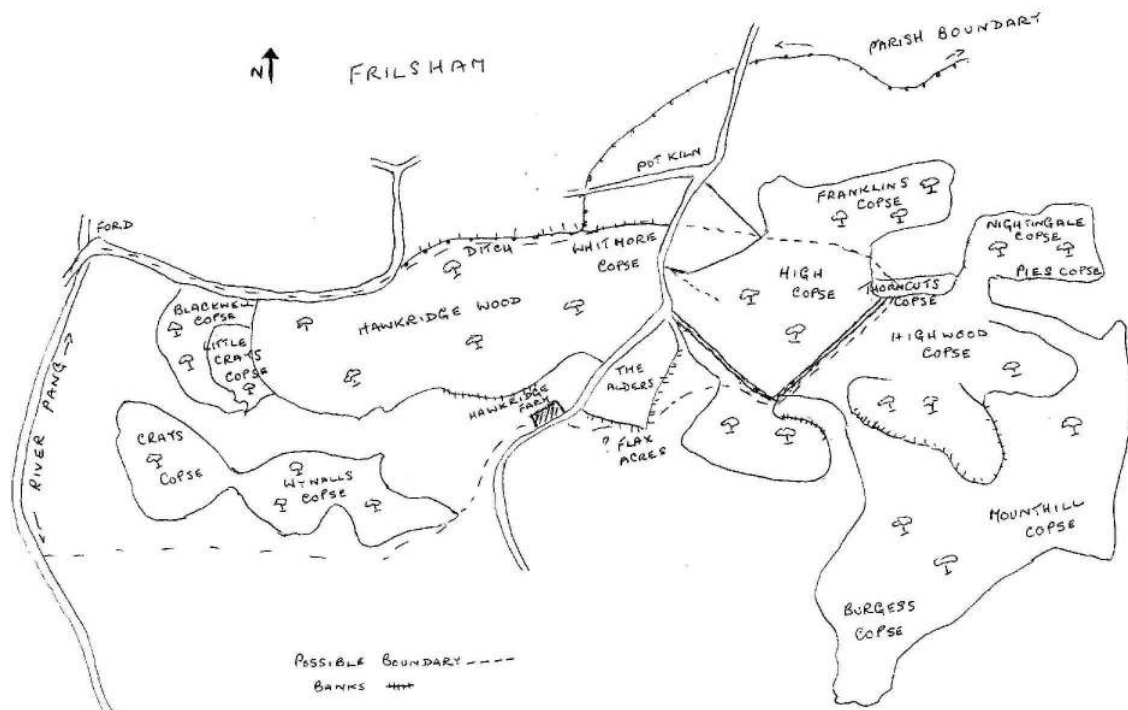 N
FRILSHAM
PARISH BOUNDARY
POT KILN
FRANKLINS
COPSE
FORD
NIGHTINGALE
COPSE
PIES COPSE
DITCH
WHITMORE
COPSE
HIGH
COPSE
THORNCUTS
COPSE
BLACKWELL
COPSE
HAWKRIDGE WOOD
LITTLE
CRAYS
COPSE
HIGHWOOD
COPSE
RIVER PANG
THE
ALDERS
HAWKRIDGE
FARM
?
FLAX
ACRES
CRAYS
COPSE
WYNALLS
COPSE
MOUNTHILL
COPSE
BURGESS
COPSE
POSSIBLE BOUNDARY ----
BANKS